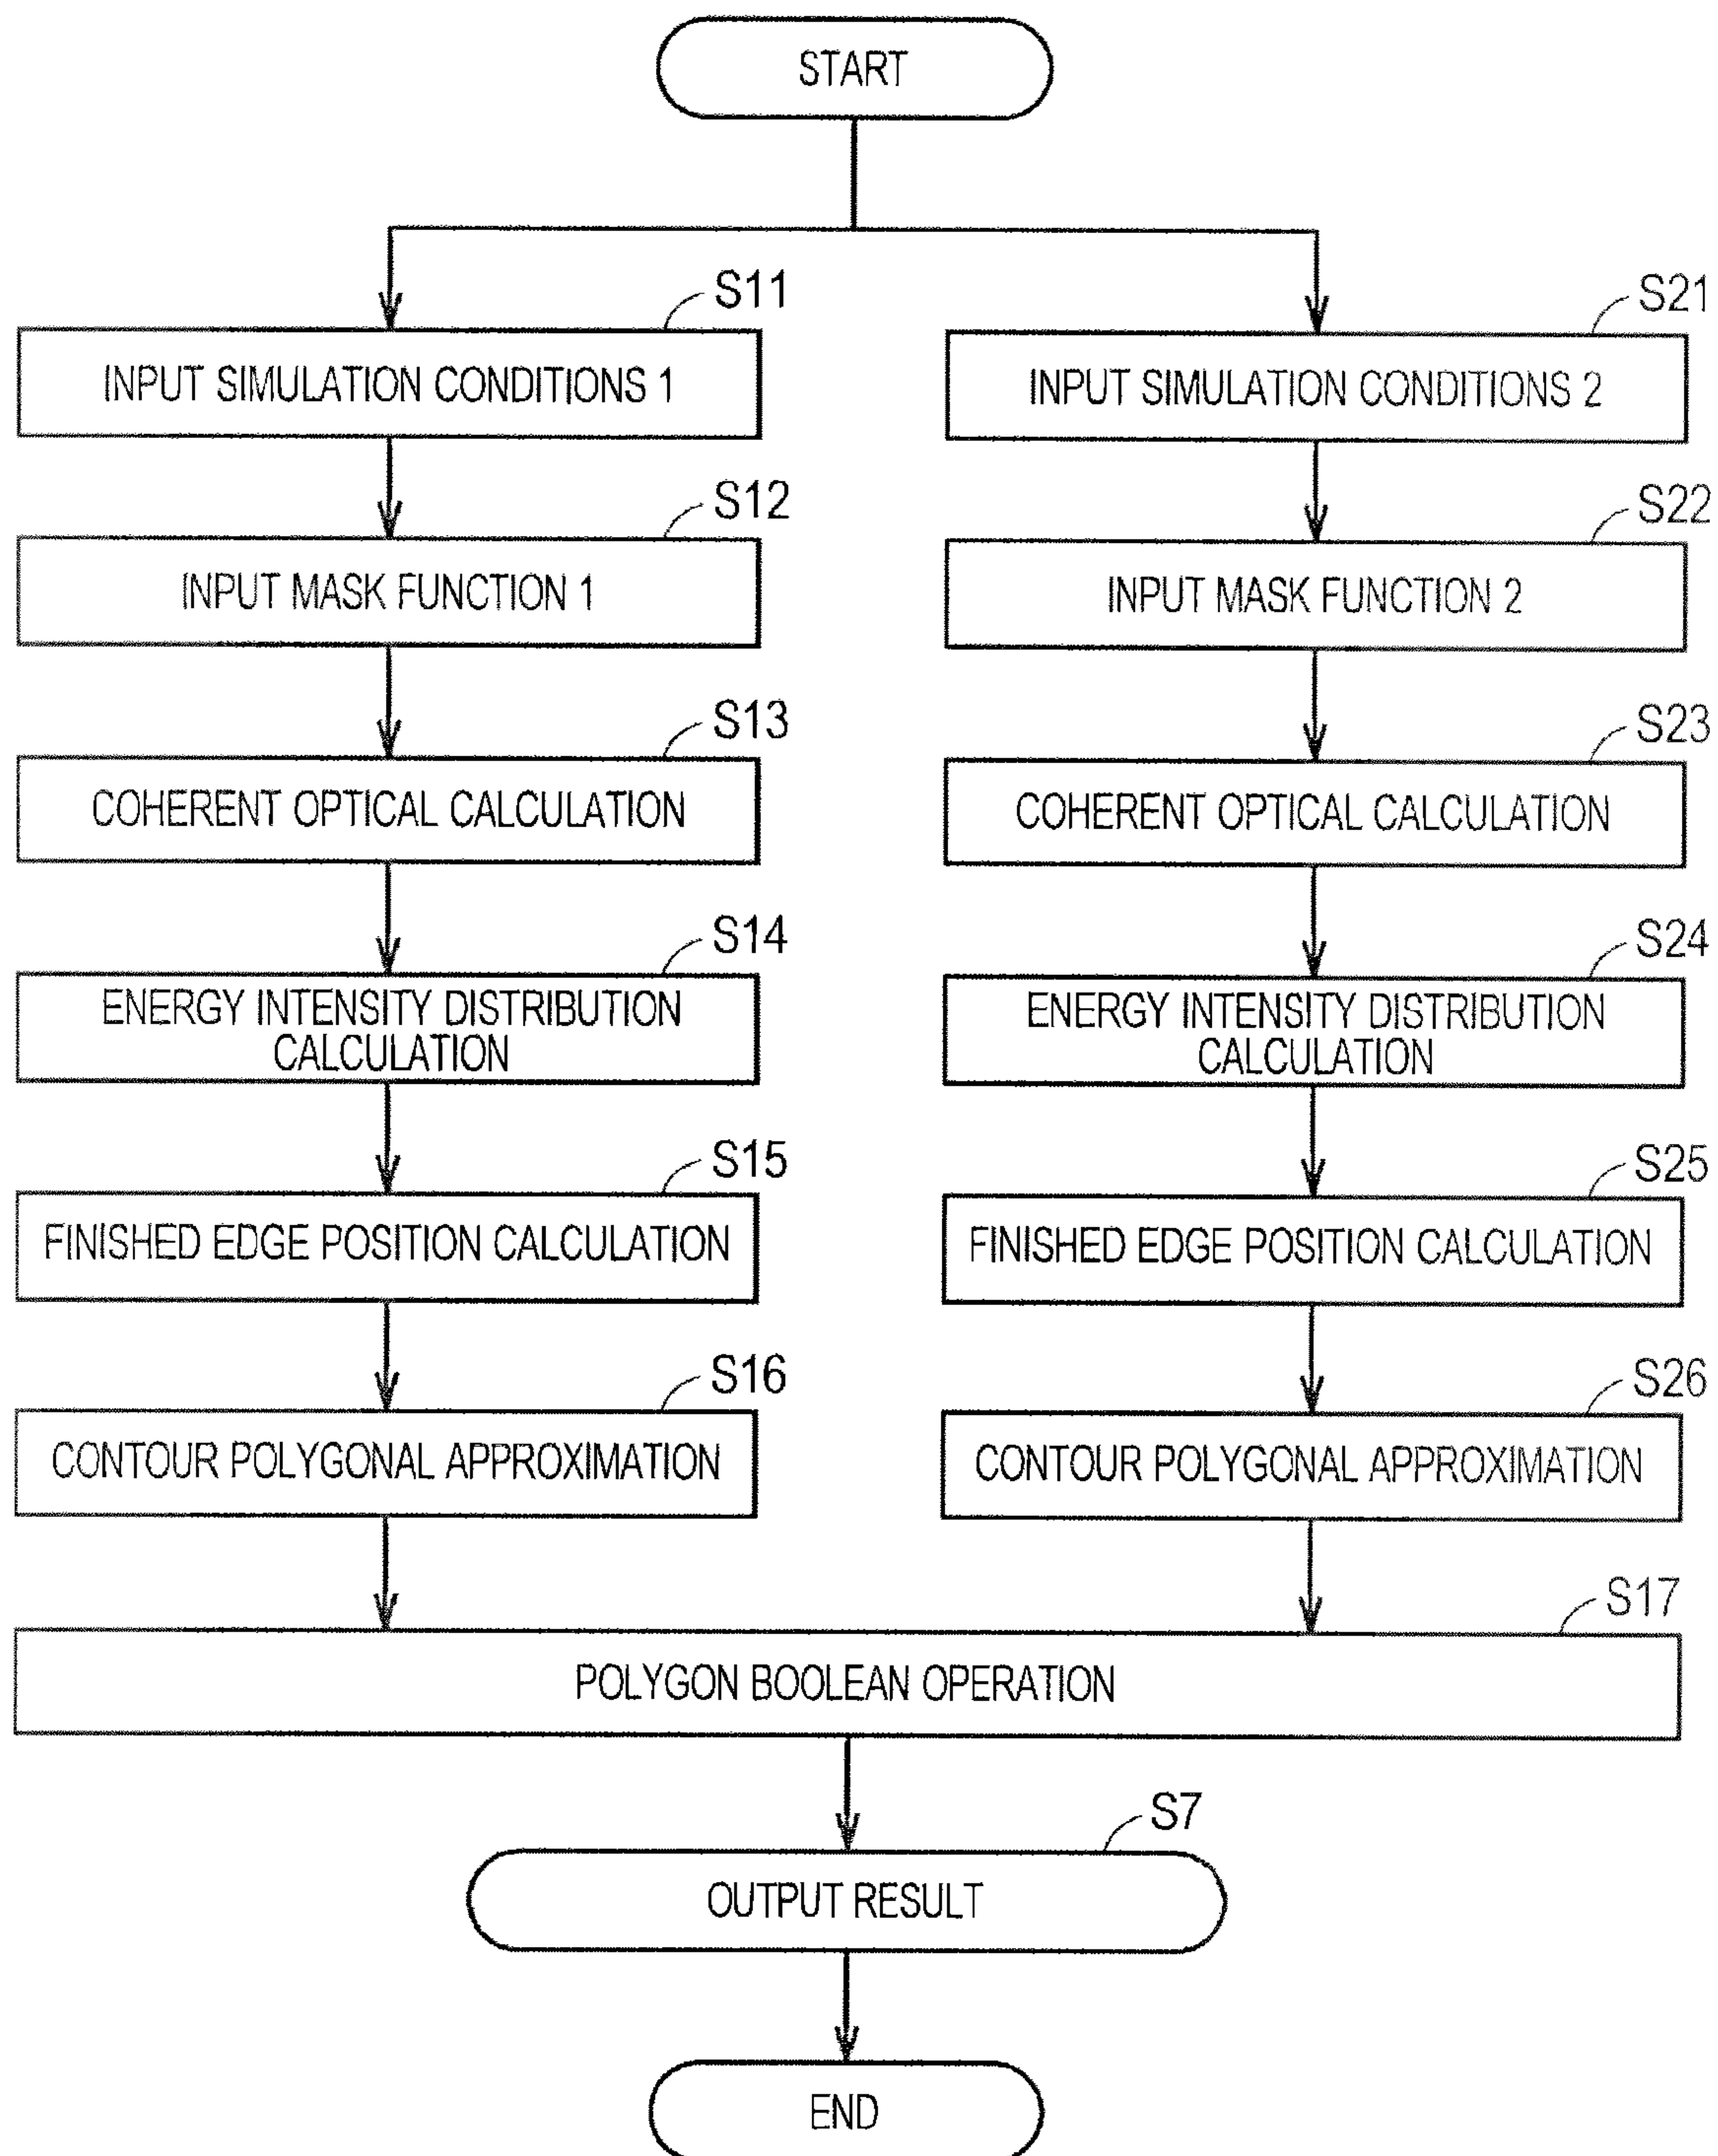 START
S11
INPUT SIMULATION CONDITIONS 1
S21
INPUT SIMULATION CONDITIONS 2
S12
INPUT MASK FUNCTION 1
S22
INPUT MASK FUNCTION 2
S13
COHERENT OPTICAL CALCULATION
S23
COHERENT OPTICAL CALCULATION
S14
ENERGY INTENSITY DISTRIBUTION
CALCULATION
S24
ENERGY INTENSITY DISTRIBUTION
CALCULATION
S15
FINISHED EDGE POSITION CALCULATION
S25
FINISHED EDGE POSITION CALCULATION
S16
CONTOUR POLYGONAL APPROXIMATION
S26
CONTOUR POLYGONAL APPROXIMATION
S17
POLYGON BOOLEAN OPERATION
S7
OUTPUT RESULT
END